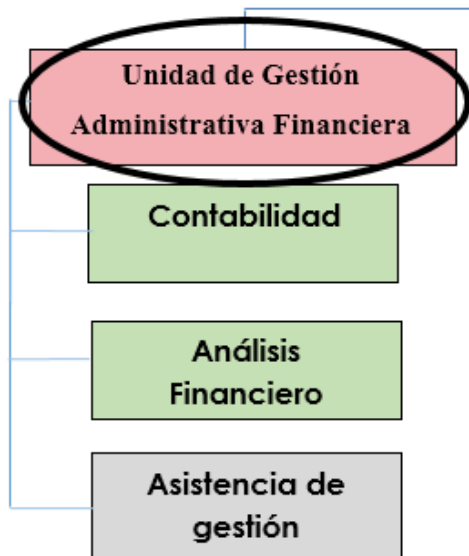 Unidad de Gestión
Administrativa Financiera
Contabilidad
Análisis
Financiero
Asistencia de
gestión